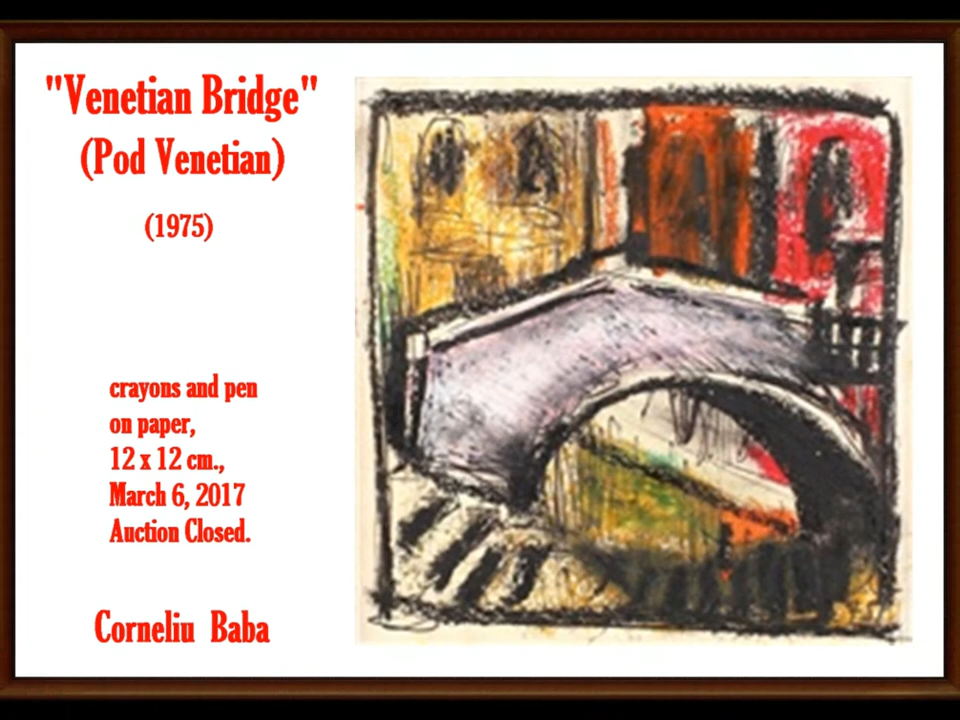 "Venetian Bridge"
(Pod Venetian)
(1975)
crayons and pen
on paper,
12 x 12 cm.,
March 6, 2017
Auction Closed.
Corneliu Baba